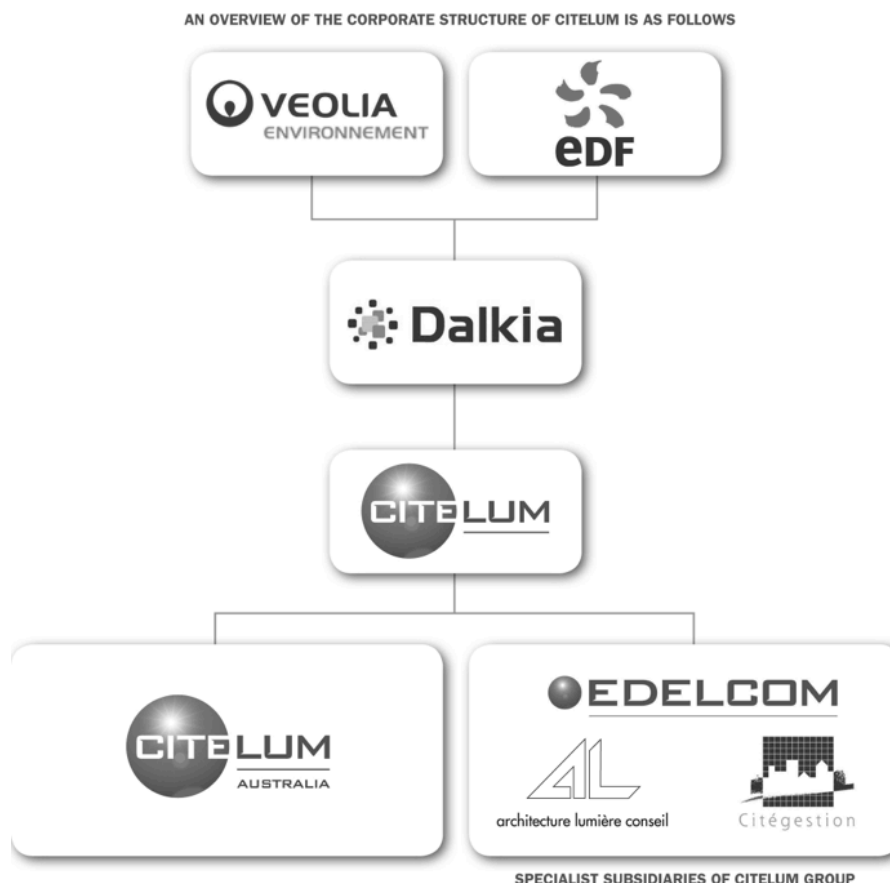 AN OVERVIEW OF THE CORPORATE STRUCTURE OF CITELUM IS AS FOLLOWS
VEOLIA
ENVIRONNEMENT
eDF
Dalkia
CITELUM
CITELUM
AUSTRALIA
EDELCOM
AL
architecture lumière conseil
Citégestion
SPECIALIST SUBSIDIARIES OF CITELUM GROUP